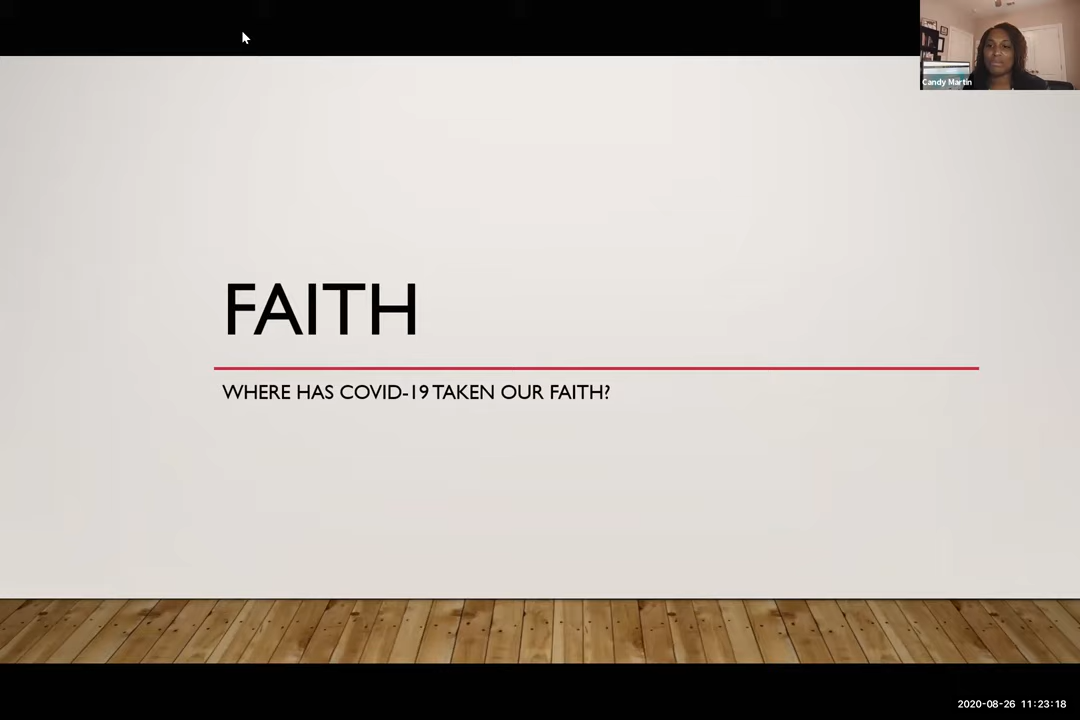 Candy Martin
FAITH
WHERE HAS COVID-19 TAKEN OUR FAITH?
2020-08-26 11:23:18